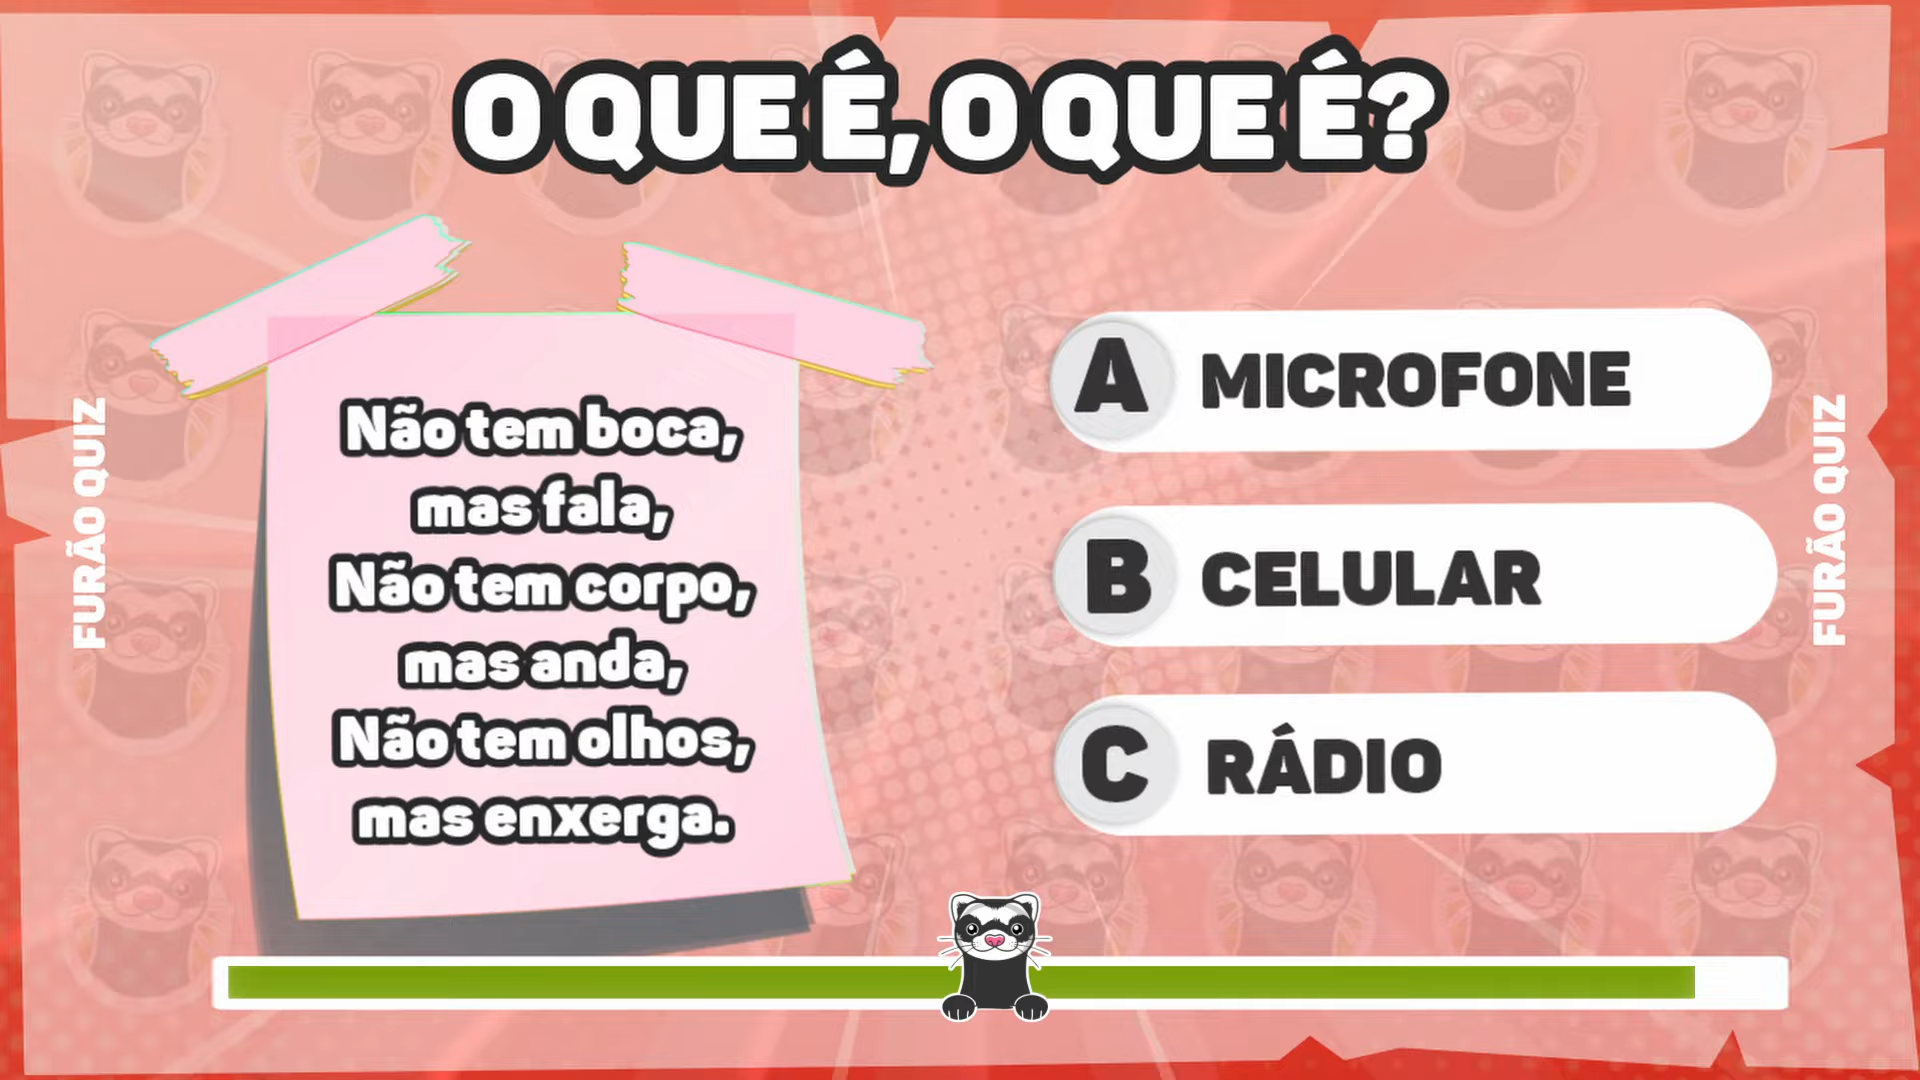 O QUE É, O QUE É?
Não tem boca,
mas fala,
Não tem corpo,
mas anda,
Não tem olhos,
mas enxerga.
A MICROFONE
B CELULAR
C RÁDIO
FURÃO QUIZ
FURÃO QUIZ